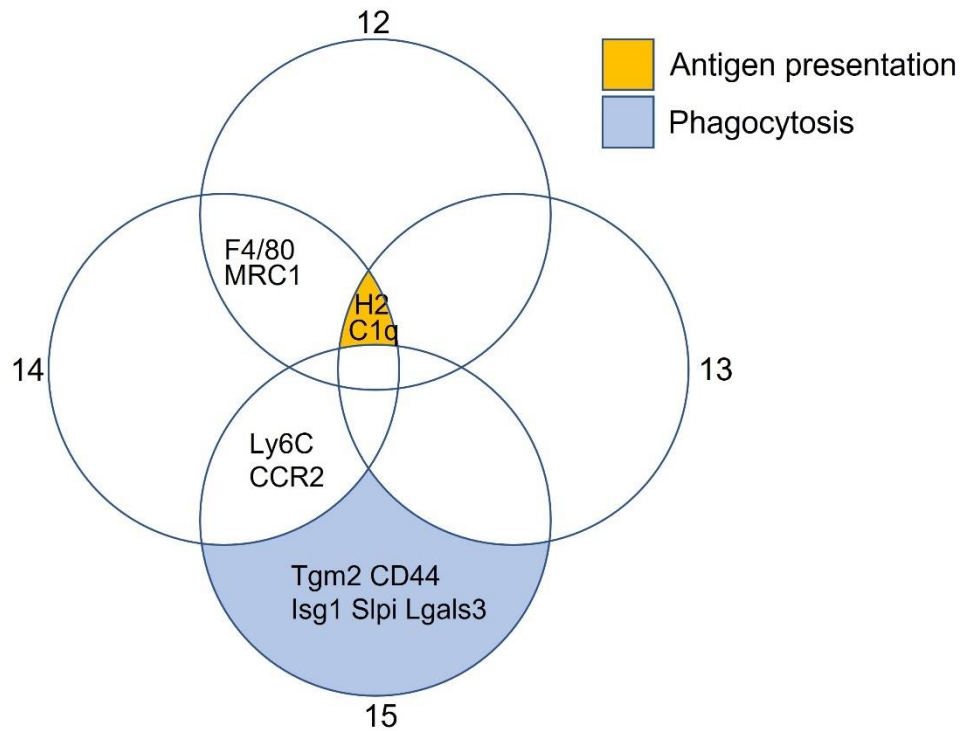 12
Antigen presentation
Phagocytosis
F4/80
MRC1
H2
C1q
14
13
Ly6C
CCR2
Tgm2 CD44
Isg1 Slpi Lgals3
15